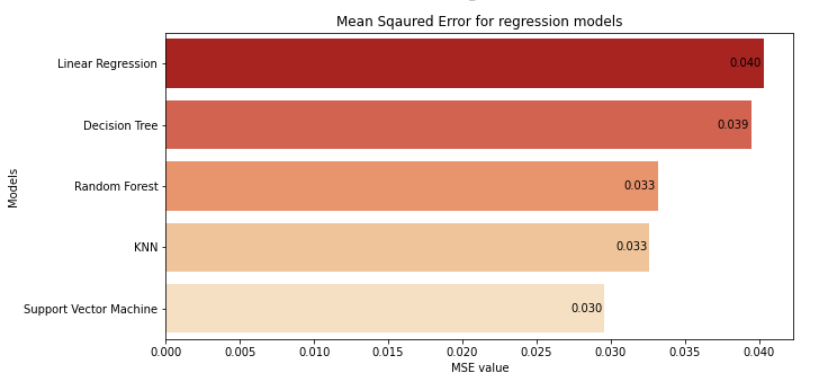 Mean Sqaured Error for regression models
Linear Regression
0.040
Decision Tree
0.039
Random Forest
0.033
KNN
0.033
Support Vector Machine
0.030
Models
0.000 0.005 0.010 0.015 0.020 0.025 0.030 0.035 0.040
MSE value